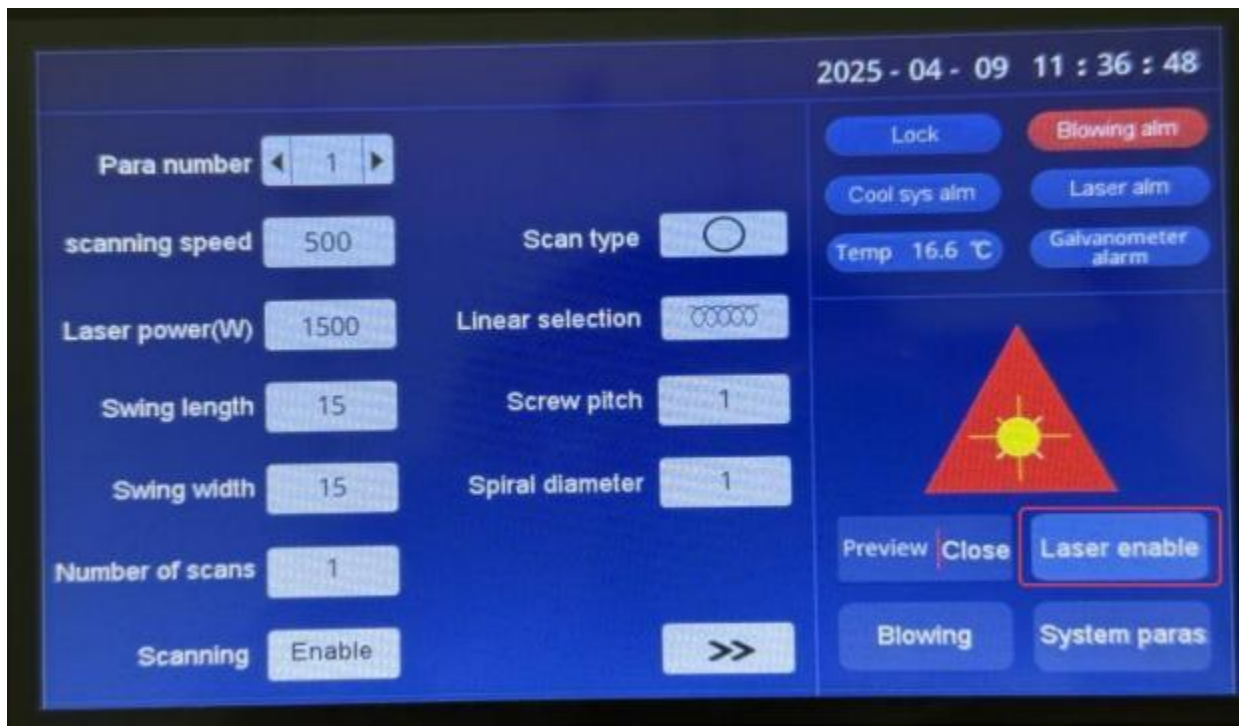 2025 - 04 - 09 11 : 36 : 48
Para number 1
scanning speed 500
Laser power(W) 1500
Swing length 15
Swing width 15
Number of scans 1
Scanning Enable
Scan type
Linear selection
Screw pitch 1
Spiral diameter 1
>>
Lock
Blowing alm
Cool sys alm
Laser alm
Temp 16.6 ℃
Galvanometer
alarm
Preview Close
Laser enable
Blowing
System paras